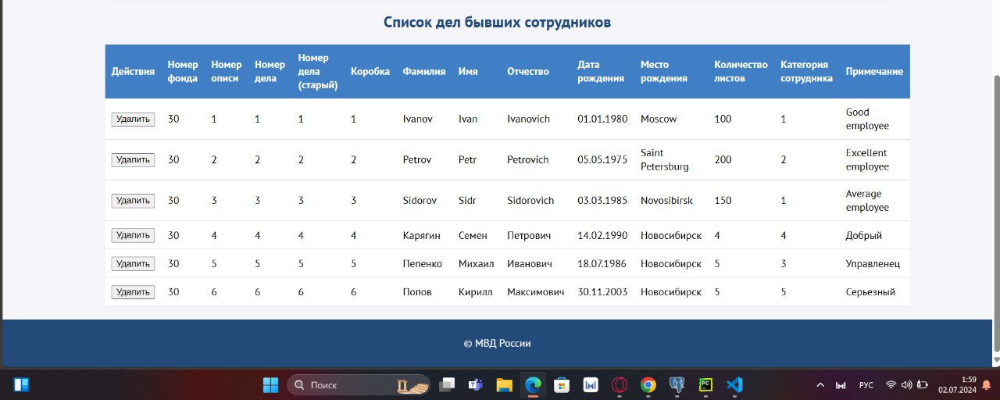 Список дел бывших сотрудников
Действия Номер фонда Номер описи Номер дела Номер дела (старый) Коробка Фамилия Имя Отчество Дата рождения Место рождения Количество листов Категория сотрудника Примечание
Удалить 30 1 1 1 1 Ivanov Ivan Ivanovich 01.01.1980 Moscow 100 1 Good employee
Удалить 30 2 2 2 2 Petrov Petr Petrovich 05.05.1975 Saint Petersburg 200 2 Excellent employee
Удалить 30 3 3 3 3 Sidorov Sidr Sidorovich 03.03.1985 Novosibirsk 150 1 Average employee
Удалить 30 4 4 4 4 Карягин Семен Петрович 14.02.1990 Новосибирск 4 4 Добрый
Удалить 30 5 5 5 5 Пепенко Михаил Иванович 18.07.1986 Новосибирск 5 3 Управленец
Удалить 30 6 6 6 6 Попов Кирилл Максимович 30.11.2003 Новосибирск 5 5 Серьезный
© МВД России
Поиск
РУС
1:59
02.07.2024